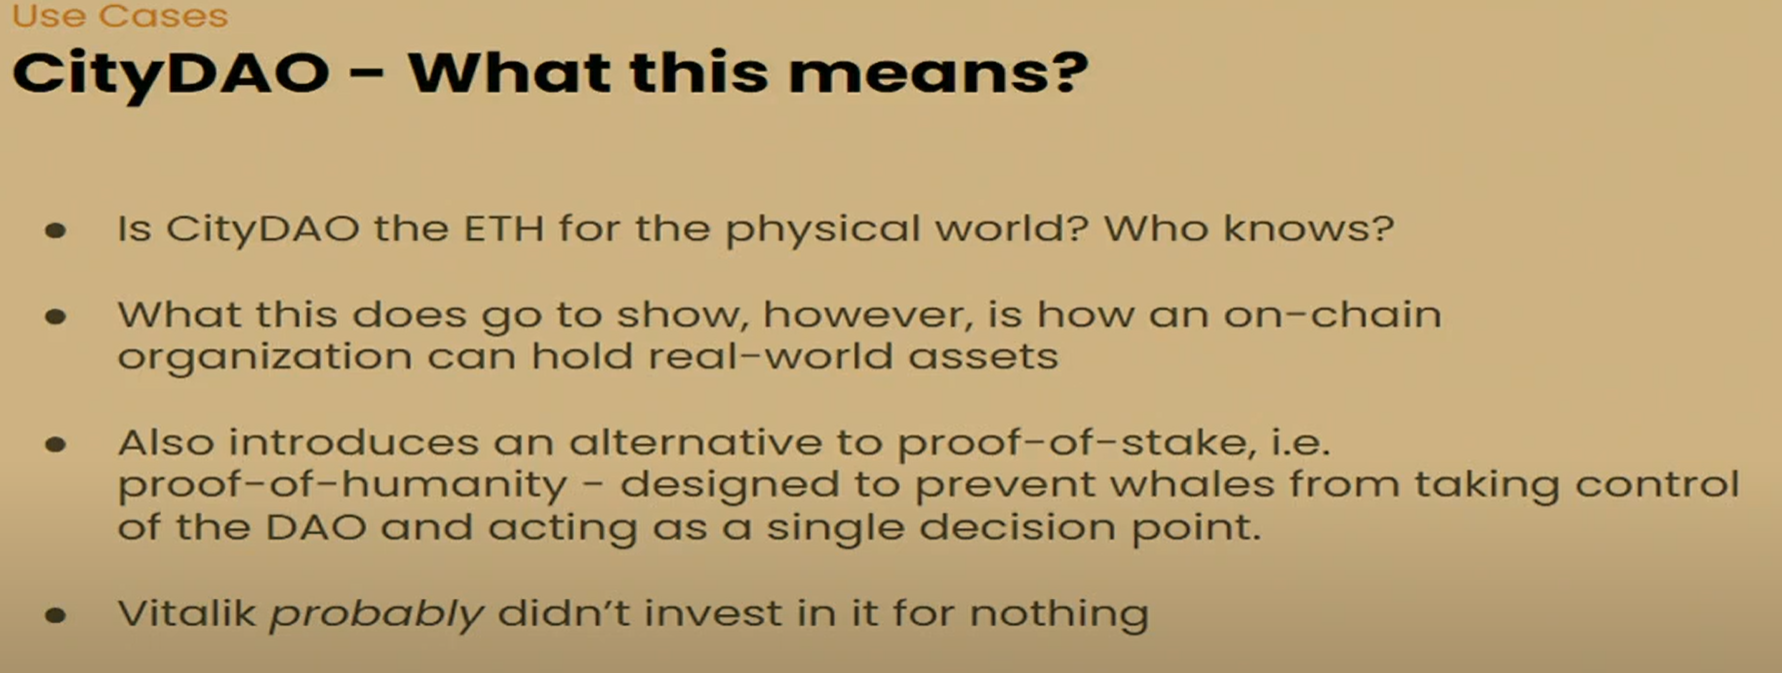 Use Cases
CityDAO - What this means?
● Is CityDAO the ETH for the physical world? Who knows?
● What this does go to show, however, is how an on-chain
organization can hold real-world assets
● Also introduces an alternative to proof-of-stake, i.e.
proof-of-humanity - designed to prevent whales from taking control
of the DAO and acting as a single decision point.
● Vitalik probably didn’t invest in it for nothing